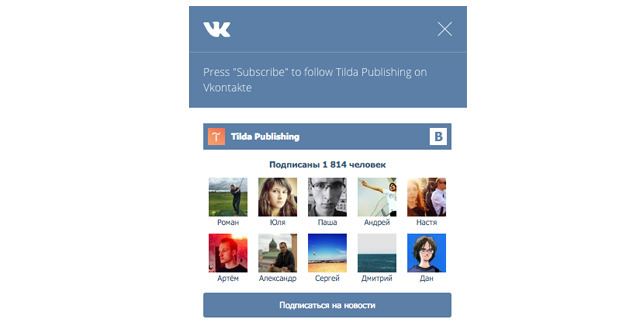 Press "Subscribe" to follow Tilda Publishing on
Vkontakte
Tilda Publishing
B
Подписаны 1 814 человек
Роман Юля Паша Андрей Настя
Артём Александр Сергей Дмитрий Дан
Подписаться на новости